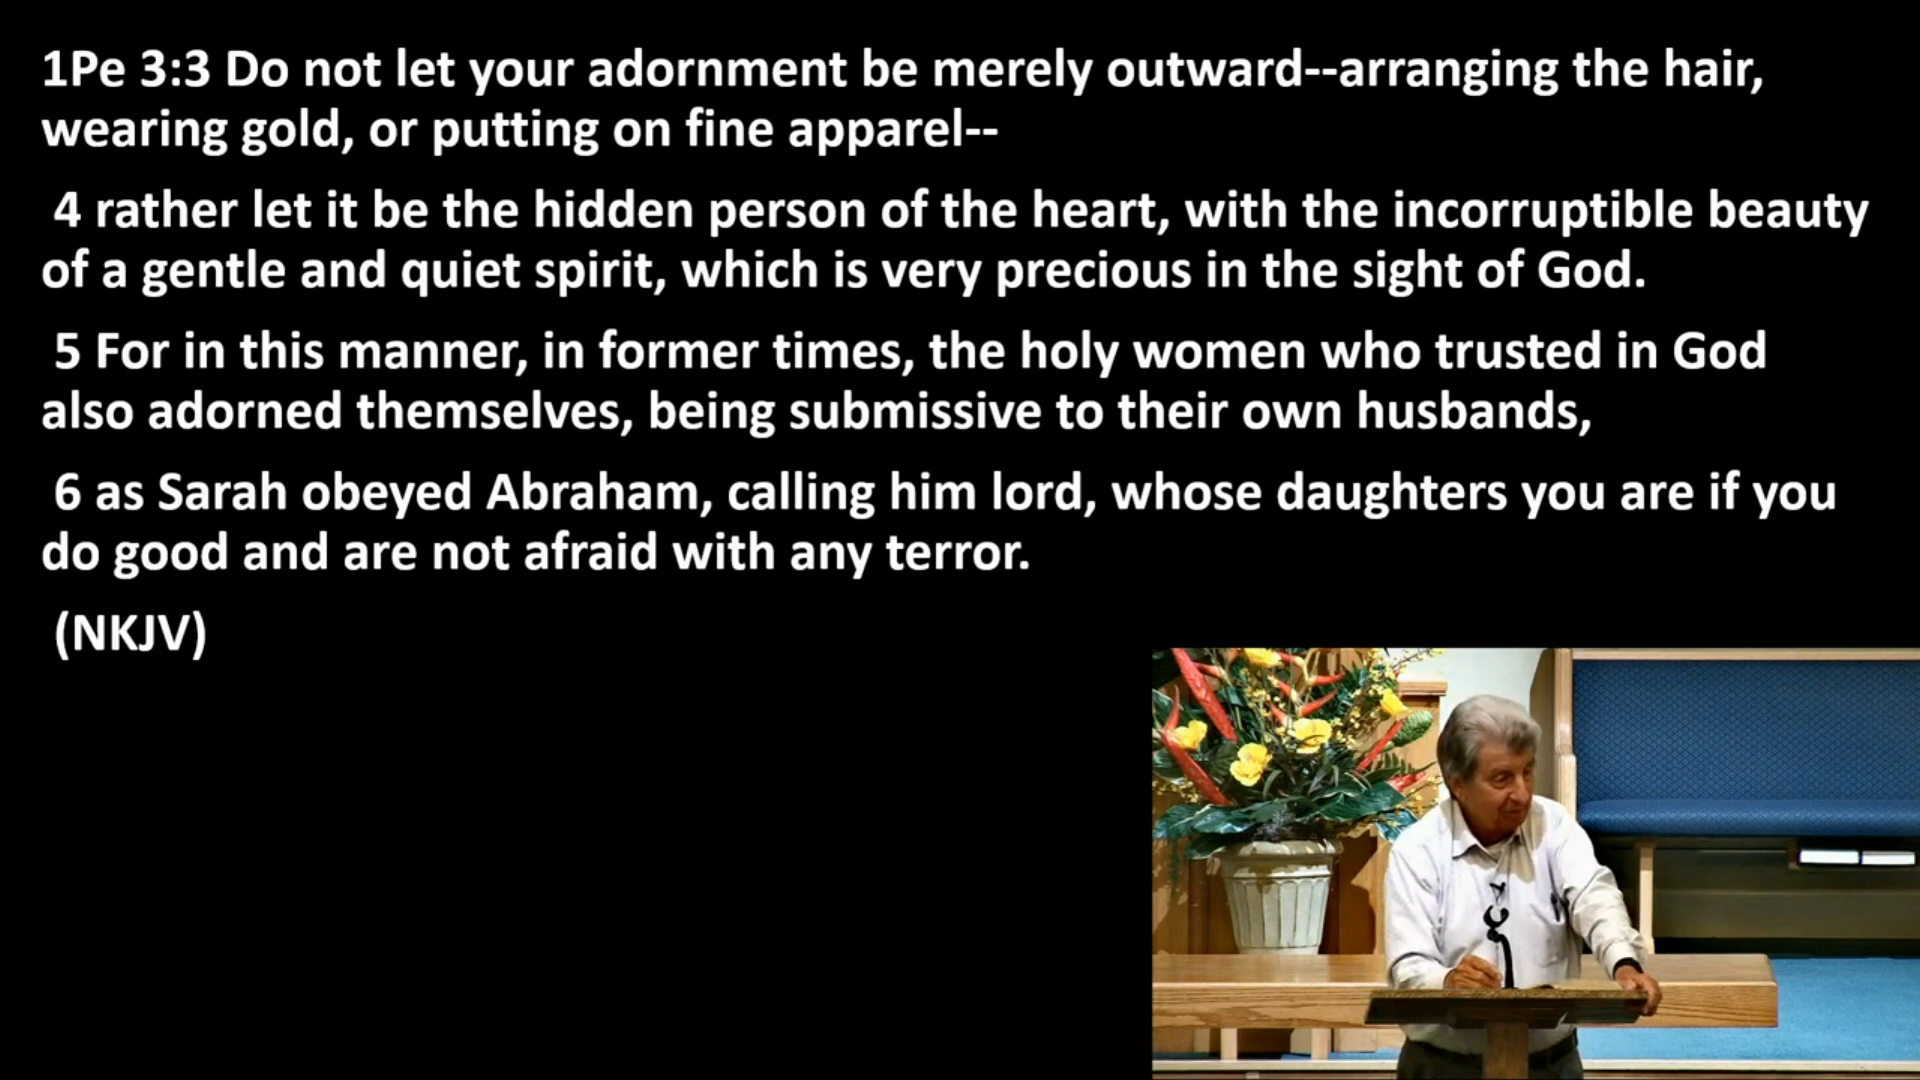 1Pe 3:3 Do not let your adornment be merely outward--arranging the hair,
wearing gold, or putting on fine apparel--
4 rather let it be the hidden person of the heart, with the incorruptible beauty
of a gentle and quiet spirit, which is very precious in the sight of God.
5 For in this manner, in former times, the holy women who trusted in God
also adorned themselves, being submissive to their own husbands,
6 as Sarah obeyed Abraham, calling him lord, whose daughters you are if you
do good and are not afraid with any terror.
(NKJV)